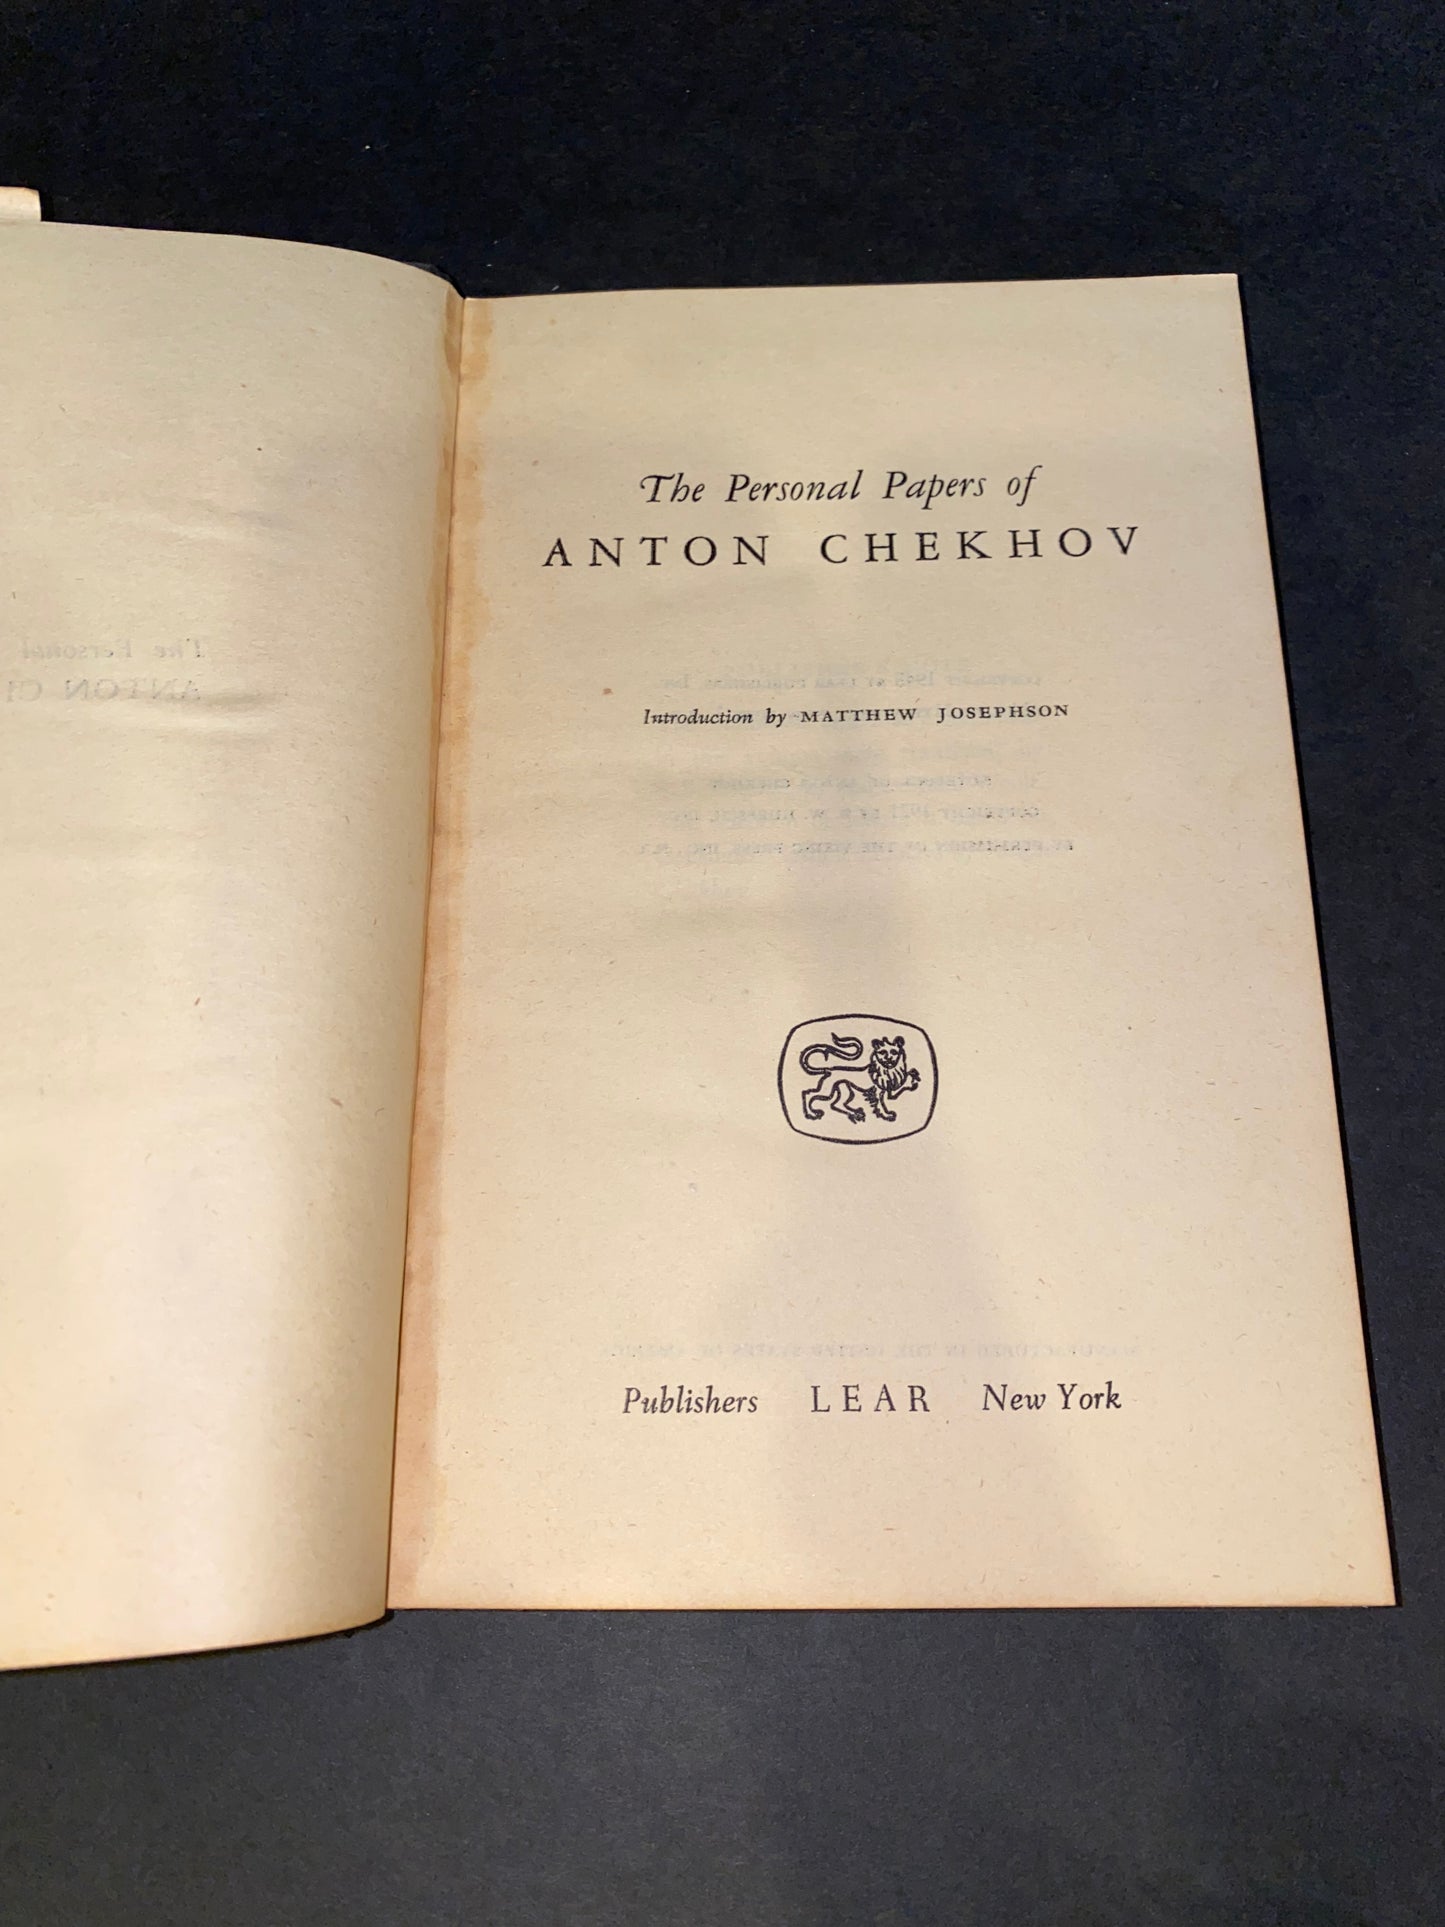 The Personal Papers of
ANTON CHEKHOV
Introduction by MATTHEW JOSEPHSON
Publishers LEAR New York